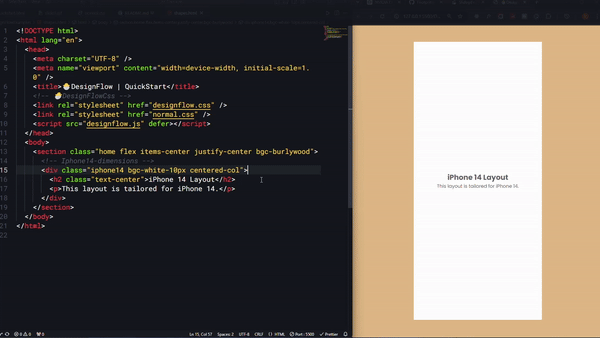 1 <!DOCTYPE html>
2 <html lang="en">
3 <head>
4 <meta charset="UTF-8" />
5 <meta name="viewport" content="width=device-width, initial-scale=1.
0" />
6 <title>👶DesignFlow | QuickStart</title>
7 <!-- 👶DesignFlowCss -->
8 <link rel="stylesheet" href="designflow.css" />
9 <link rel="stylesheet" href="normal.css" />
10 <script src="designflow.js" defer></script>
11 </head>
12 <body>
13 <section class="home flex items-center justify-center bgc-burlywood">
14 <!-- Iphone14-dimensions -->
15 <div class="iphone14 bgc-white-10px centered-col">
16 <h2 class="text-center">iPhone 14 Layout</h2>
17 <p>This layout is tailored for iPhone 14.</p>
18 </div>
19 </section>
20 </body>
21 </html>
22
iPhone 14 Layout
This layout is tailored for iPhone 14.
0 0 0 Ln 15, Col 57 Spaces: 2 UTF-8 CRLF HTML Port : 5500 Prettier